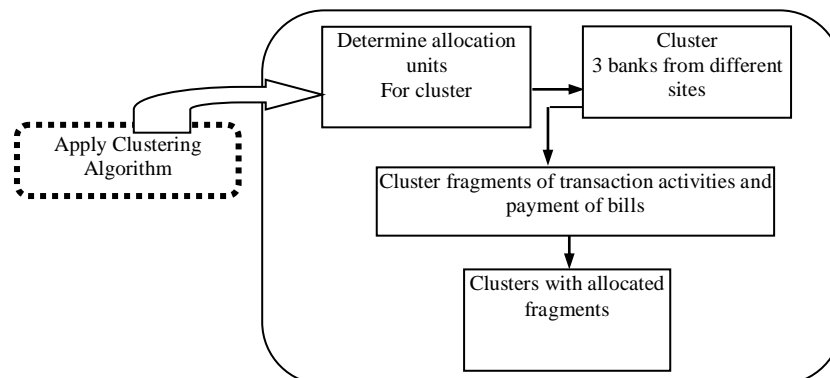 Determine allocation
units
For cluster
Cluster
3 banks from different
sites
Apply Clustering
Algorithm
Cluster fragments of transaction activities and
payment of bills
Clusters with allocated
fragments